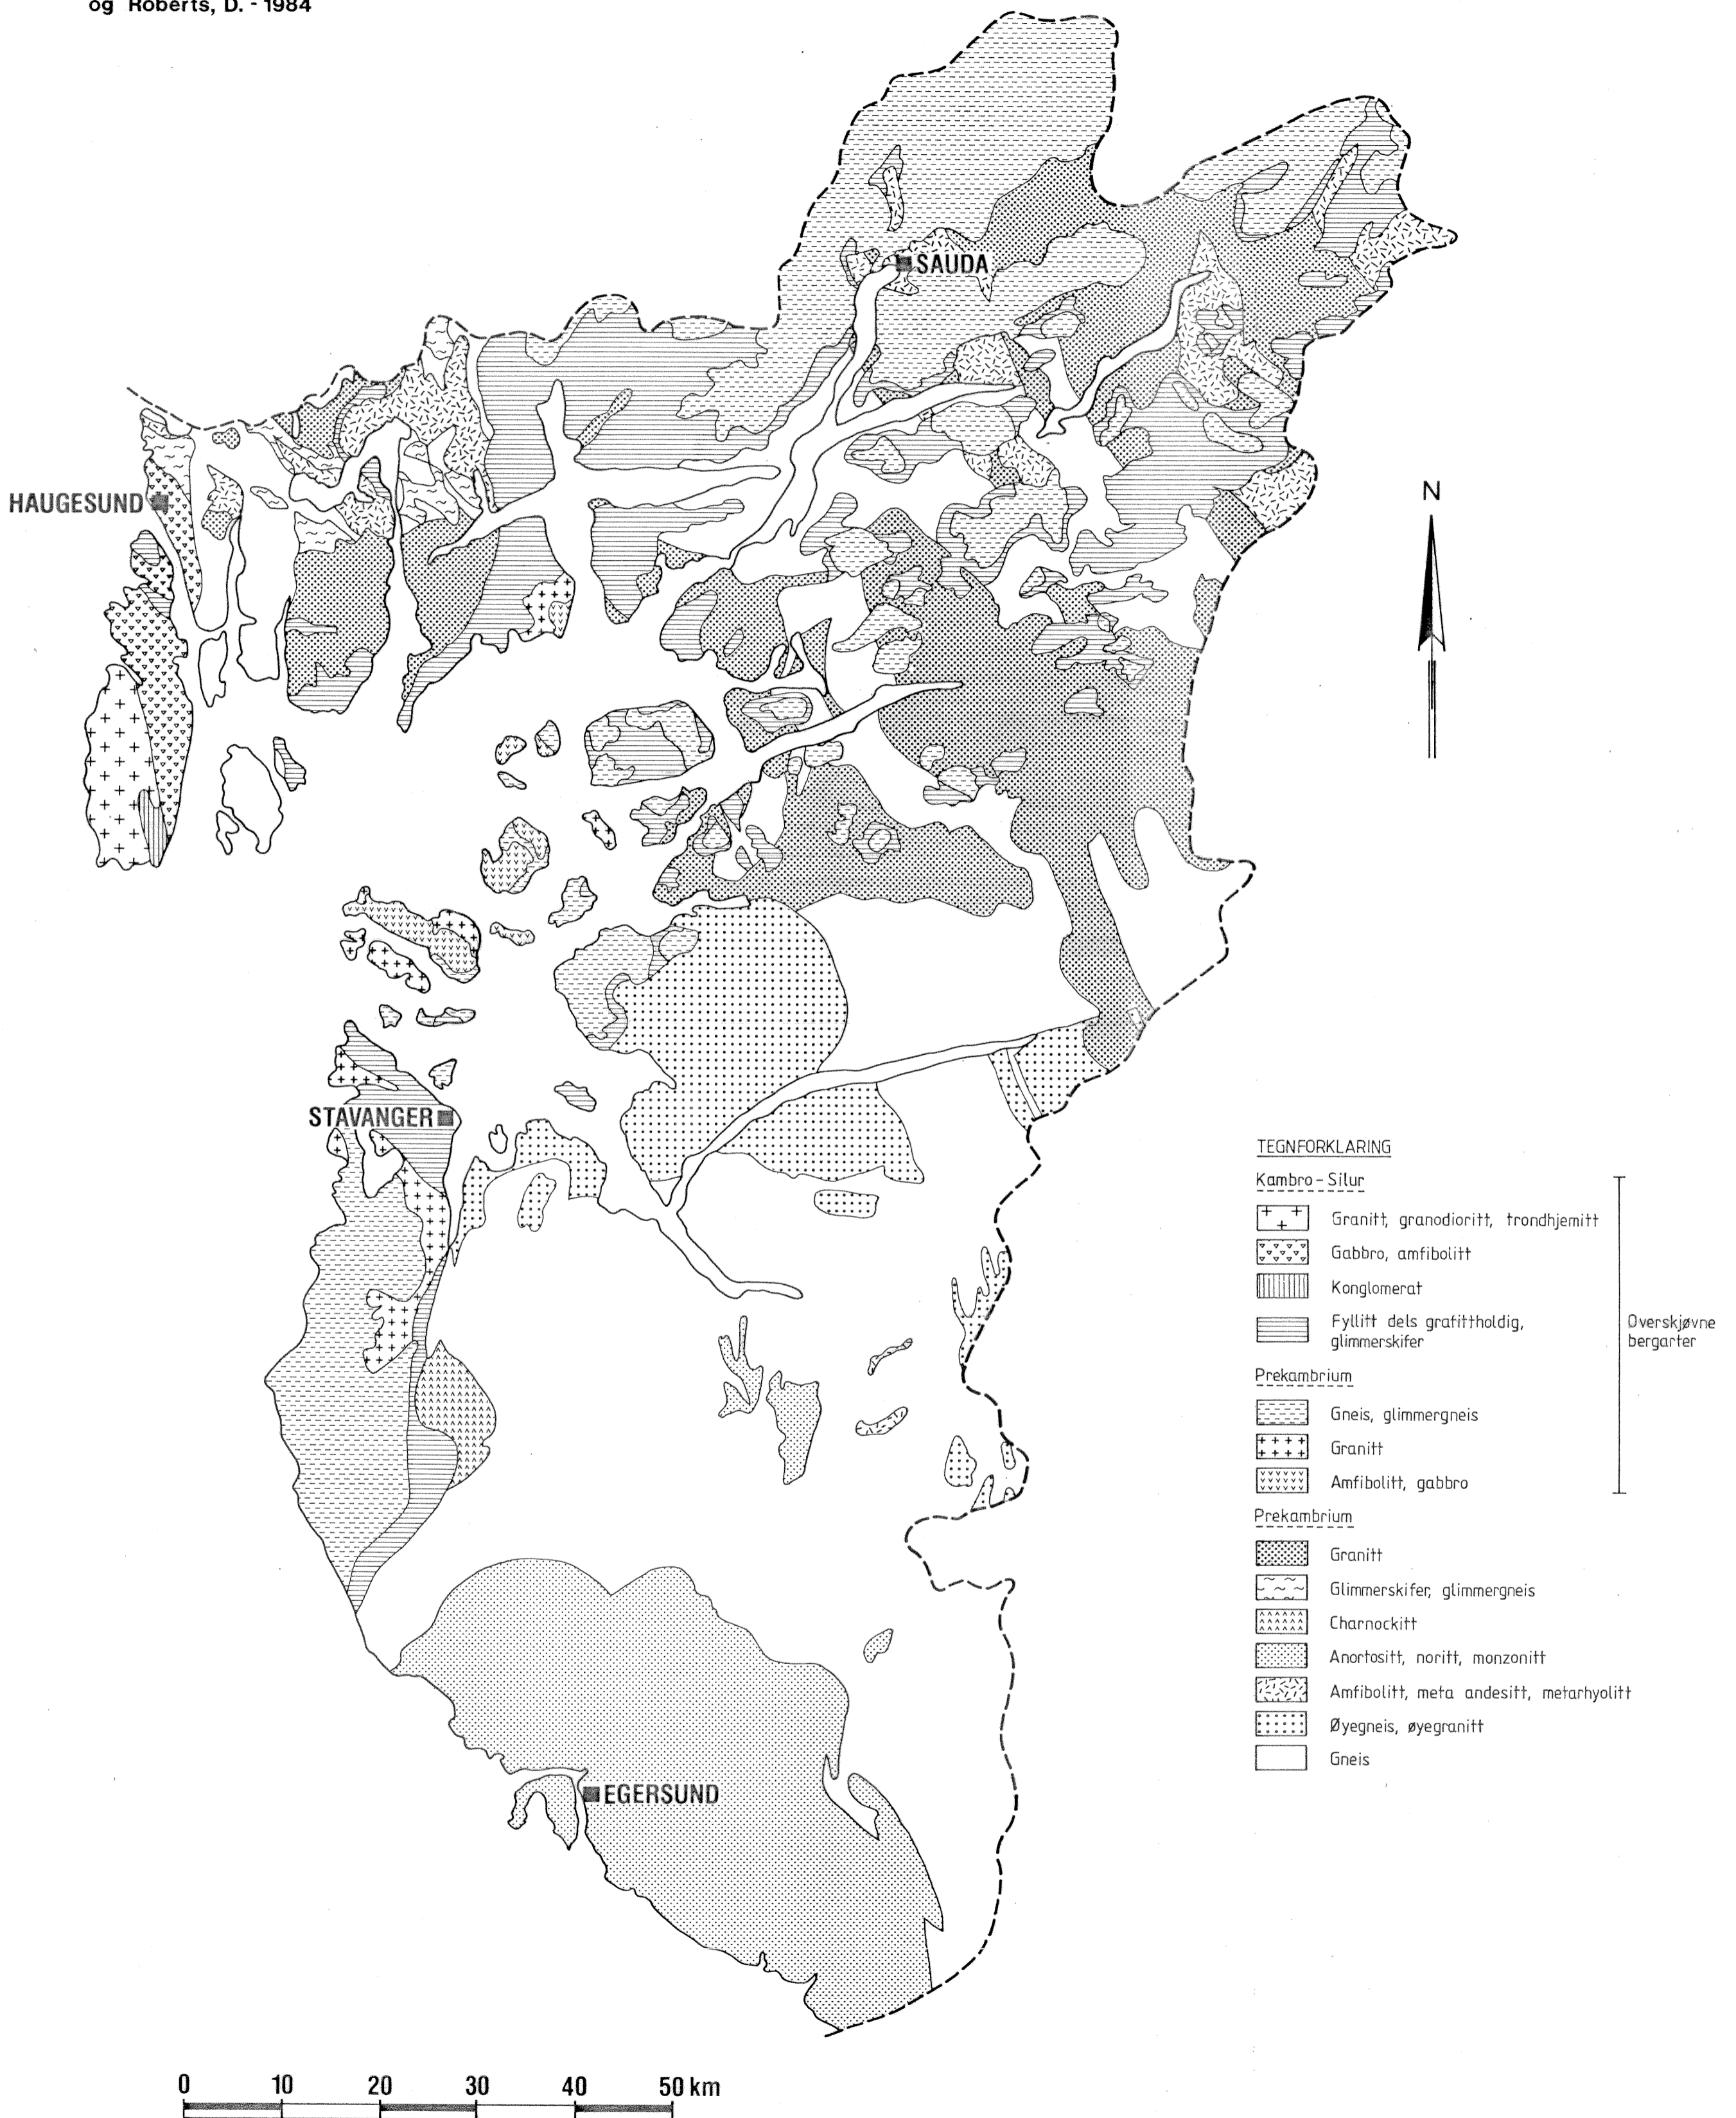 og Roberts, D. - 1984
SAUDA
HAUGESUND
N
STAVANGER
EGERSUND
TEGNFORKLARING
Kambro - Silur
Granitt, granodioritt, trondhjemitt
Gabbro, amfibolitt
Konglomerat
Fyllitt dels grafittholdig,
glimmerskifer
Overskjøvne
bergarter
Prekambrium
Gneis, glimmergneis
Granitt
Amfibolitt, gabbro
Prekambrium
Granitt
Glimmerskifer, glimmergneis
Charnockitt
Anortositt, noritt, monzonitt
Amfibolitt, meta andesitt, metarhyolitt
Øyegneis, øyegranitt
Gneis
0 10 20 30 40 50 km